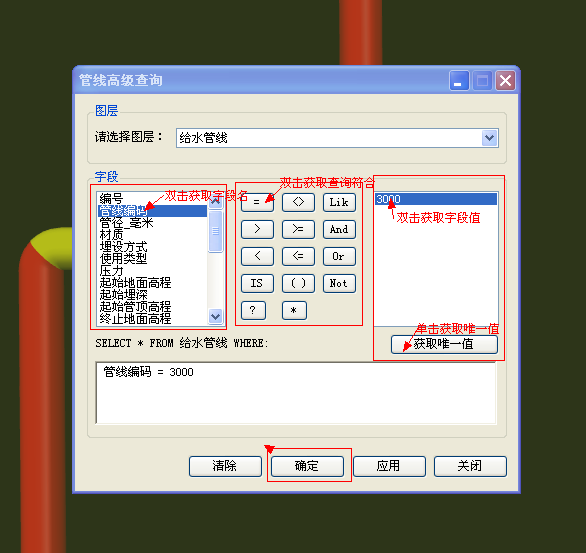 管线高级查询
图层
请选择图层：
给水管线
字段
双击获取字段名
双击获取查询符合
编号
管线编码
管径_毫米
材质
埋设方式
使用类型
压力
起始地面高程
起始埋深
起始管顶高程
终止地面高程
= <> Lik
> >= And
< <= Or
IS ( ) Not
? *
3000
双击获取字段值
单击获取唯一值
获取唯一值
SELECT * FROM 给水管线 WHERE:
管线编码 = 3000
清除 确定 应用 关闭